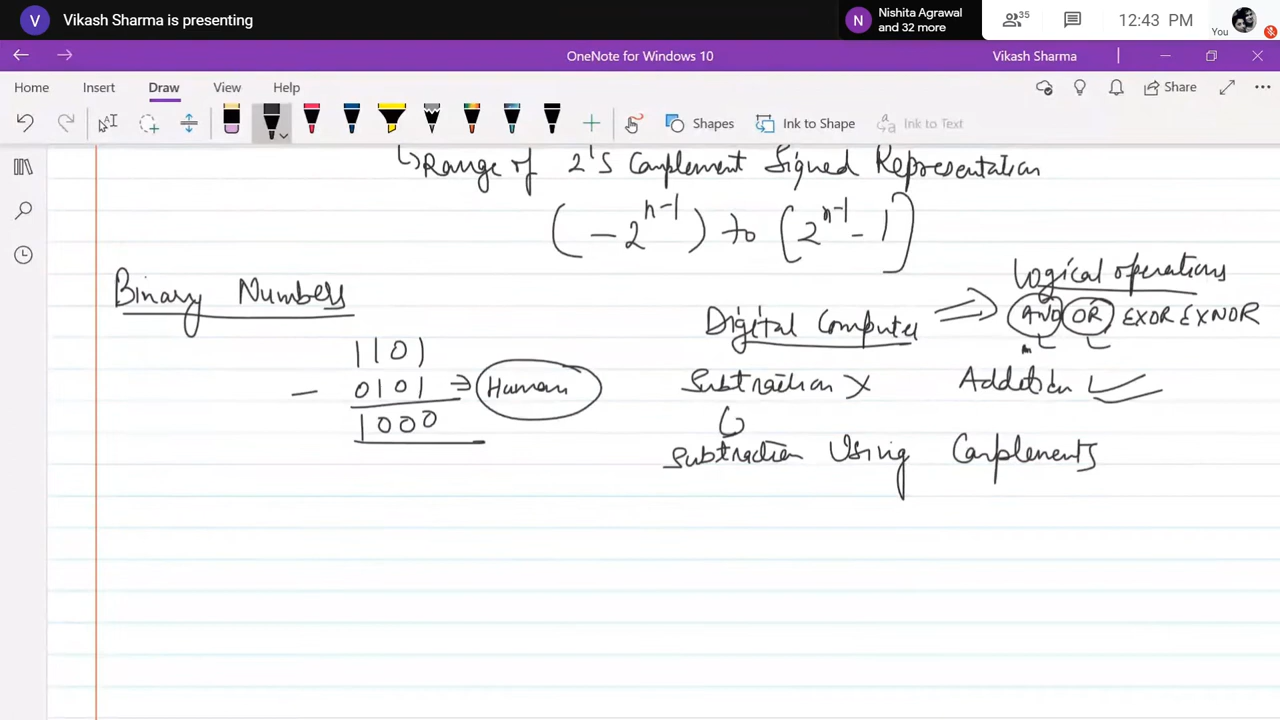 V Vikash Sharma is presenting
N Nishita Agrawal and 32 more
35
12:43 PM
You
OneNote for Windows 10
Vikash Sharma
Home Insert Draw View Help
Shapes Ink to Shape Ink to Text Share
↳ Range of 2's Complement Signed Representation
(-2^{n-1}) to [2^{n-1} - 1]
Binary Numbers
1101
- 0101 → Human
1000
Logical operations
Digital Computer ⇒ AND OR EXOR EXNOR
Subtraction X Addition ✓
Subtraction Using Complements